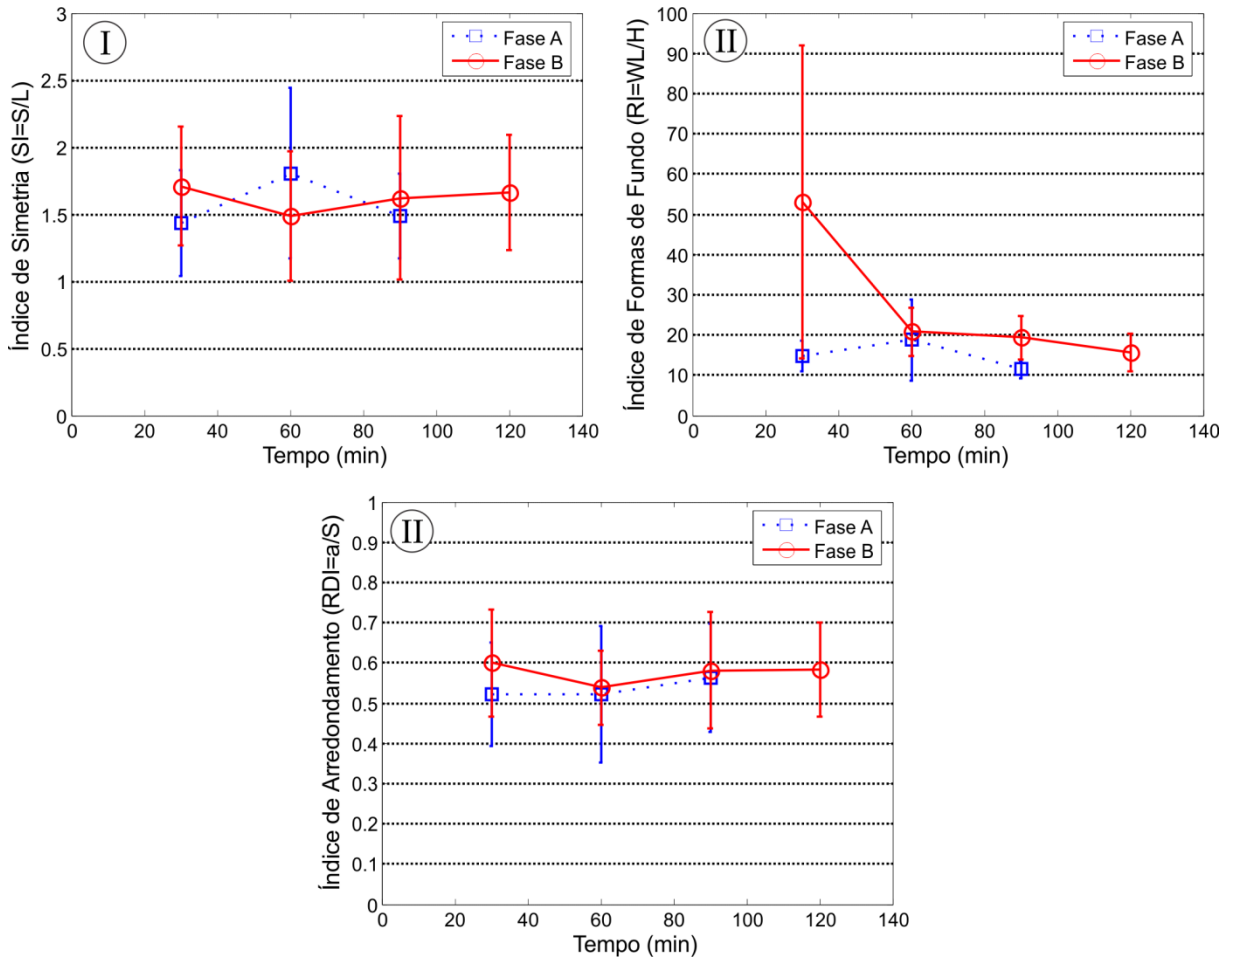 I
Fase A
Fase B
Índice de Simetria (SI=S/L)
3
2.5
2
1.5
1
0.5
0
0 20 40 60 80 100 120 140
Tempo (min)
II
Fase A
Fase B
Índice de Formas de Fundo (RI=WL/H)
100
90
80
70
60
50
40
30
20
10
0
0 20 40 60 80 100 120 140
Tempo (min)
II
Fase A
Fase B
Índice de Arredondamento (RDI=a/S)
1
0.9
0.8
0.7
0.6
0.5
0.4
0.3
0.2
0.1
0
0 20 40 60 80 100 120 140
Tempo (min)